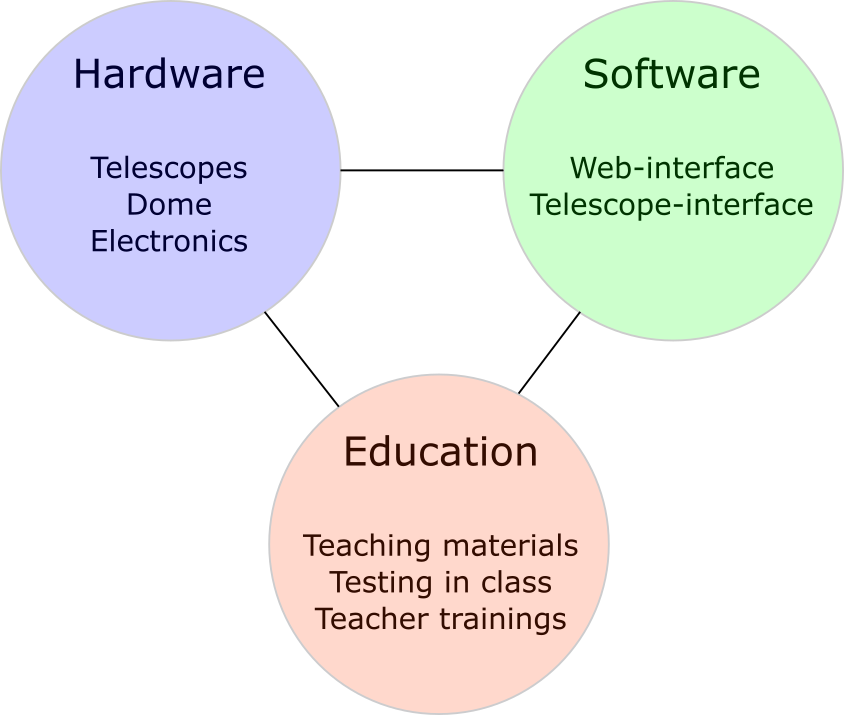 Hardware
Telescopes
Dome
Electronics
Software
Web-interface
Telescope-interface
Education
Teaching materials
Testing in class
Teacher trainings